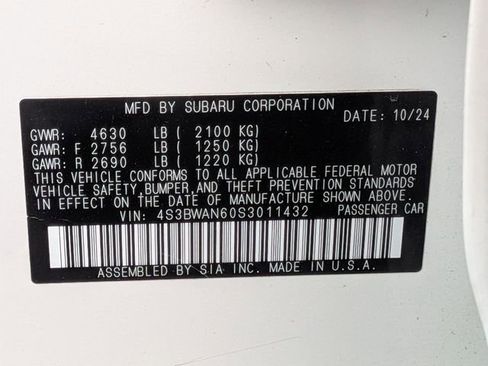 MFD BY SUBARU CORPORATION
DATE: 10/24
GVWR: 4630 LB ( 2100 KG)
GAWR: F 2756 LB ( 1250 KG)
GAWR: R 2690 LB ( 1220 KG)
THIS VEHICLE CONFORMS TO ALL APPLICABLE FEDERAL MOTOR
VEHICLE SAFETY,BUMPER,AND THEFT PREVENTION STANDARDS
IN EFFECT ON THE DATE OF MANUFACTURE SHOWN ABOVE.
VIN: 4S3BWAN60S3011432 PASSENGER CAR
ASSEMBLED BY SIA INC. MADE IN U.S.A.